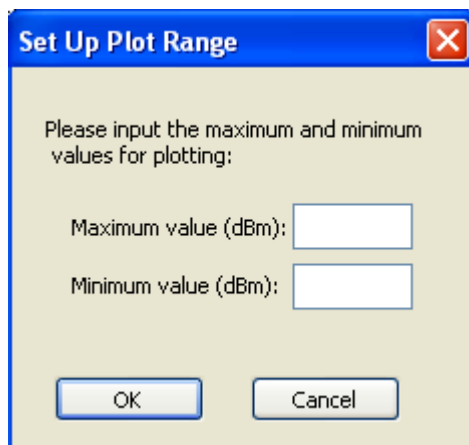 Set Up Plot Range
Please input the maximum and minimum
values for plotting:
Maximum value (dBm):
Minimum value (dBm):
OK
Cancel